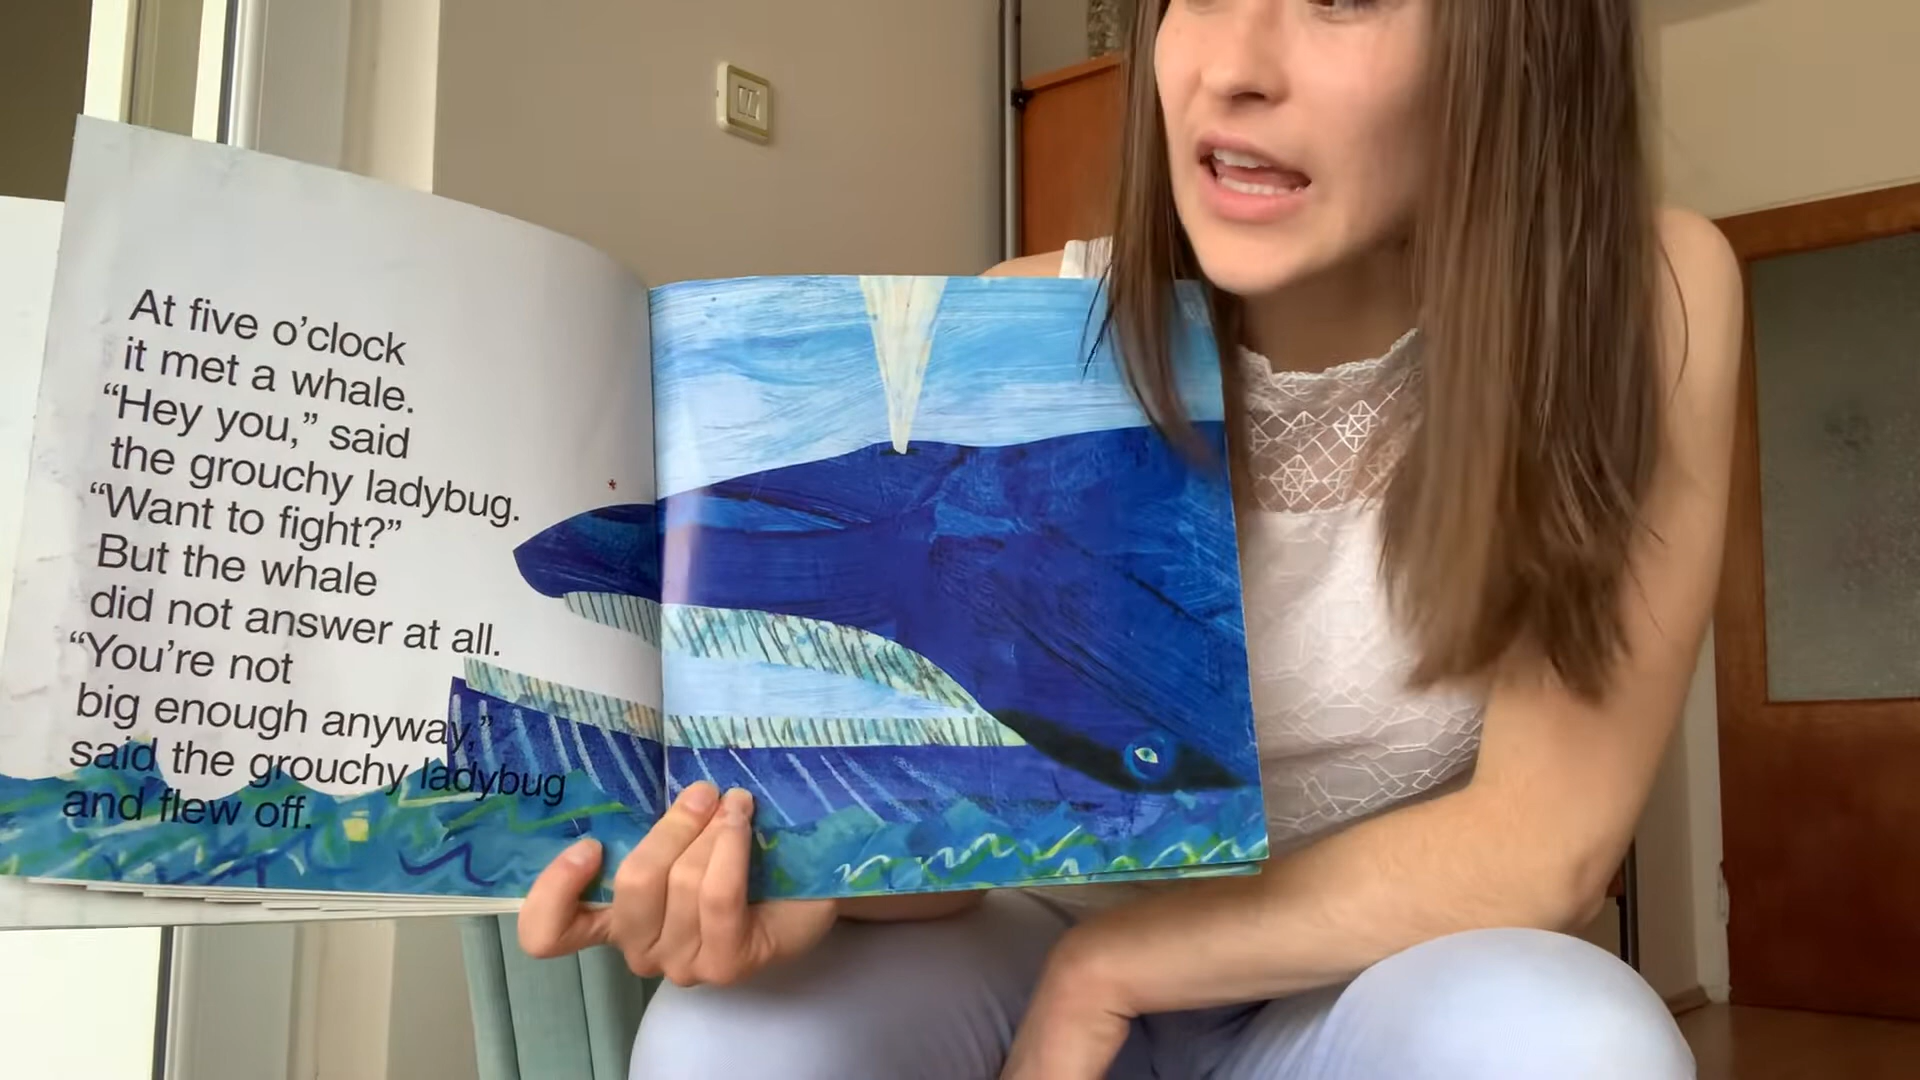 At five o’clock
it met a whale.
“Hey you,” said
the grouchy ladybug.
“Want to fight?”
But the whale
did not answer at all.
“You’re not
big enough anyway,”
said the grouchy ladybug
and flew off.